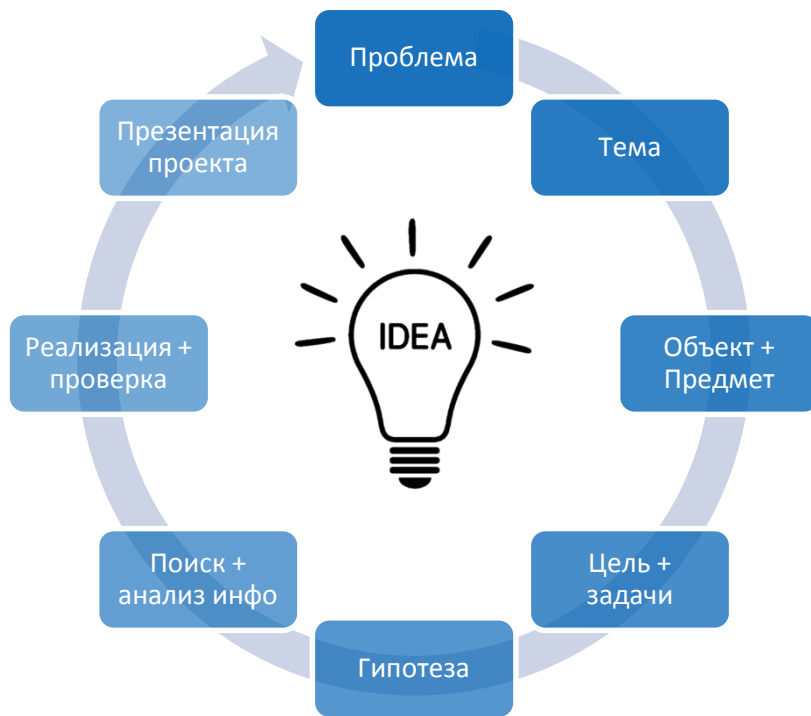 Проблема
Тема
Объект +
Предмет
Цель +
задачи
Гипотеза
Поиск +
анализ инфо
Реализация +
проверка
Презентация
проекта
IDEA